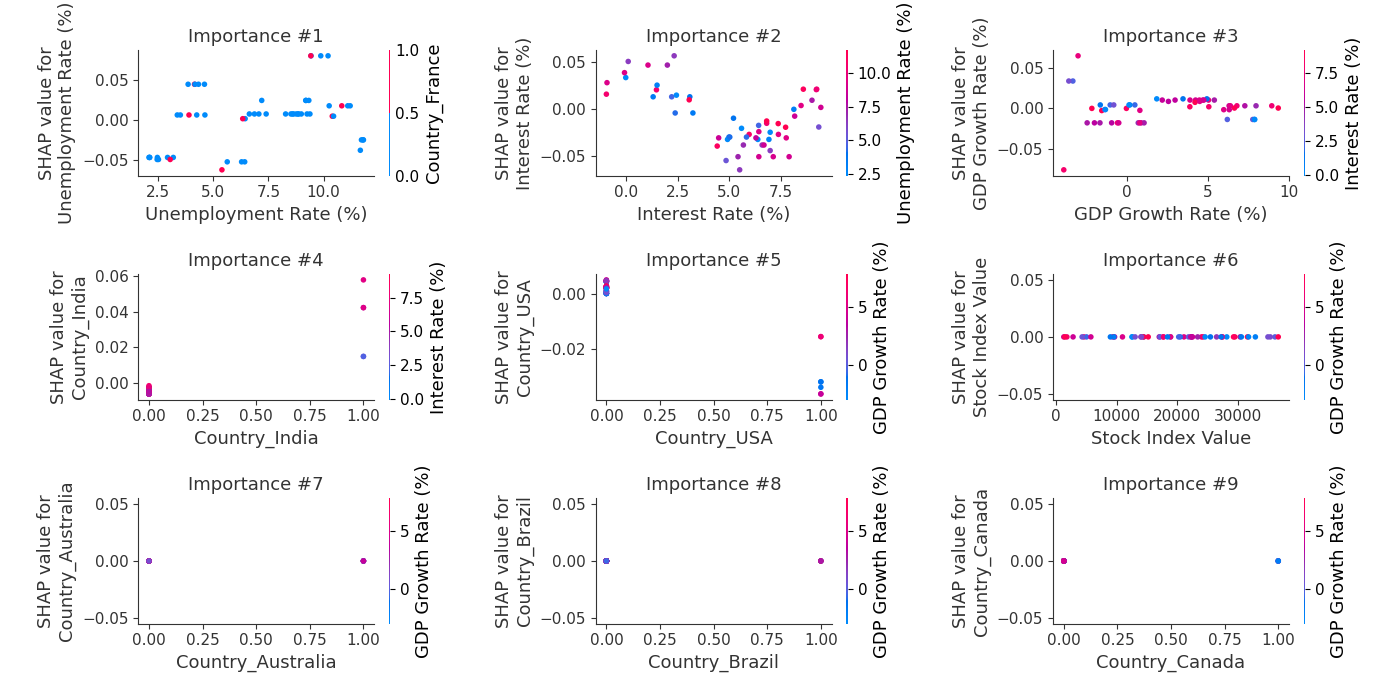 Importance #1
SHAP value for
Unemployment Rate (%)
0.05
0.00
−0.05
2.5
5.0
7.5
10.0
Unemployment Rate (%)
1.0
0.5
0.0
Country_France
Importance #2
SHAP value for
Interest Rate (%)
0.05
0.00
−0.05
0.0
2.5
5.0
7.5
Interest Rate (%)
10.0
7.5
5.0
2.5
Unemployment Rate (%)
Importance #3
SHAP value for
GDP Growth Rate (%)
0.05
0.00
−0.05
0
5
10
GDP Growth Rate (%)
7.5
5.0
2.5
0.0
Interest Rate (%)
Importance #4
SHAP value for
Country_India
0.06
0.04
0.02
0.00
0.00
0.25
0.50
0.75
1.00
Country_India
7.5
5.0
2.5
0.0
Interest Rate (%)
Importance #5
SHAP value for
Country_USA
0.00
−0.02
0.00
0.25
0.50
0.75
1.00
Country_USA
5
0
GDP Growth Rate (%)
Importance #6
SHAP value for
Stock Index Value
0.05
0.00
−0.05
0
10000
20000
30000
Stock Index Value
5
0
GDP Growth Rate (%)
Importance #7
SHAP value for
Country_Australia
0.05
0.00
−0.05
0.00
0.25
0.50
0.75
1.00
Country_Australia
5
0
GDP Growth Rate (%)
Importance #8
SHAP value for
Country_Brazil
0.05
0.00
−0.05
0.00
0.25
0.50
0.75
1.00
Country_Brazil
5
0
GDP Growth Rate (%)
Importance #9
SHAP value for
Country_Canada
0.05
0.00
−0.05
0.00
0.25
0.50
0.75
1.00
Country_Canada
5
0
GDP Growth Rate (%)